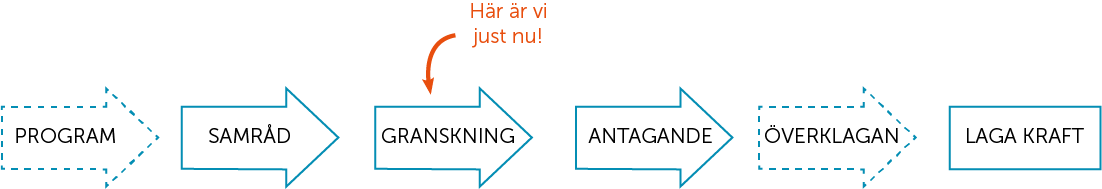 Här är vi
just nu!
PROGRAM
SAMRÅD
GRANSKNING
ANTAGANDE
ÖVERKLAGAN
LAGA KRAFT